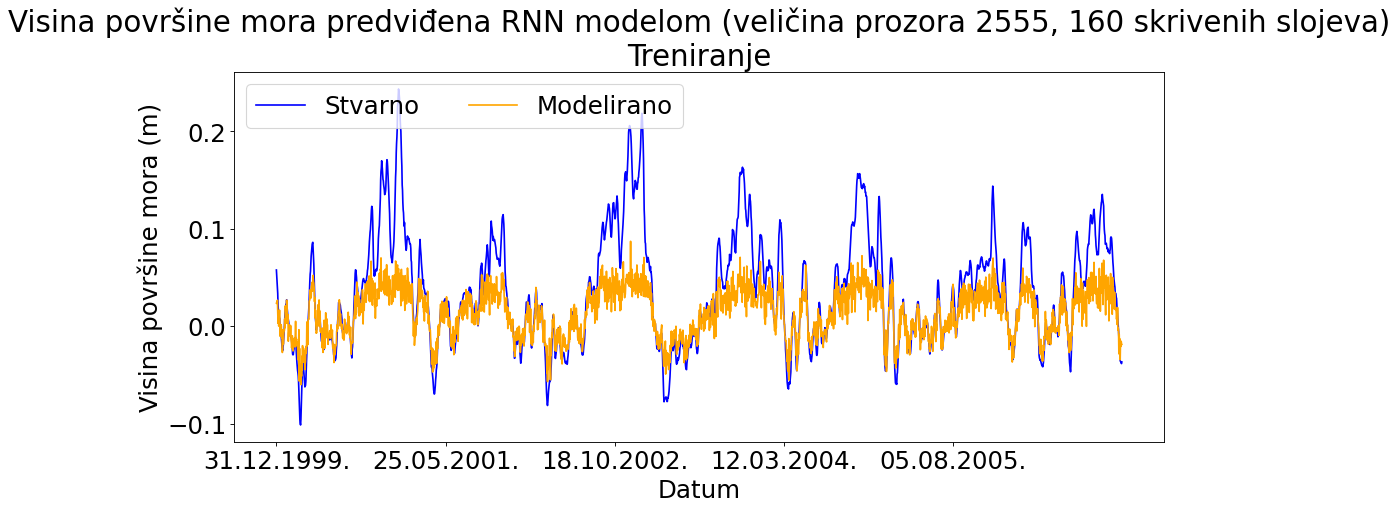 Visina površine mora predviđena RNN modelom (veličina prozora 2555, 160 skrivenih slojeva)
Treniranje
Stvarno Modelirano
Visina površine mora (m)
0.2
0.1
0.0
−0.1
31.12.1999. 25.05.2001. 18.10.2002. 12.03.2004. 05.08.2005.
Datum